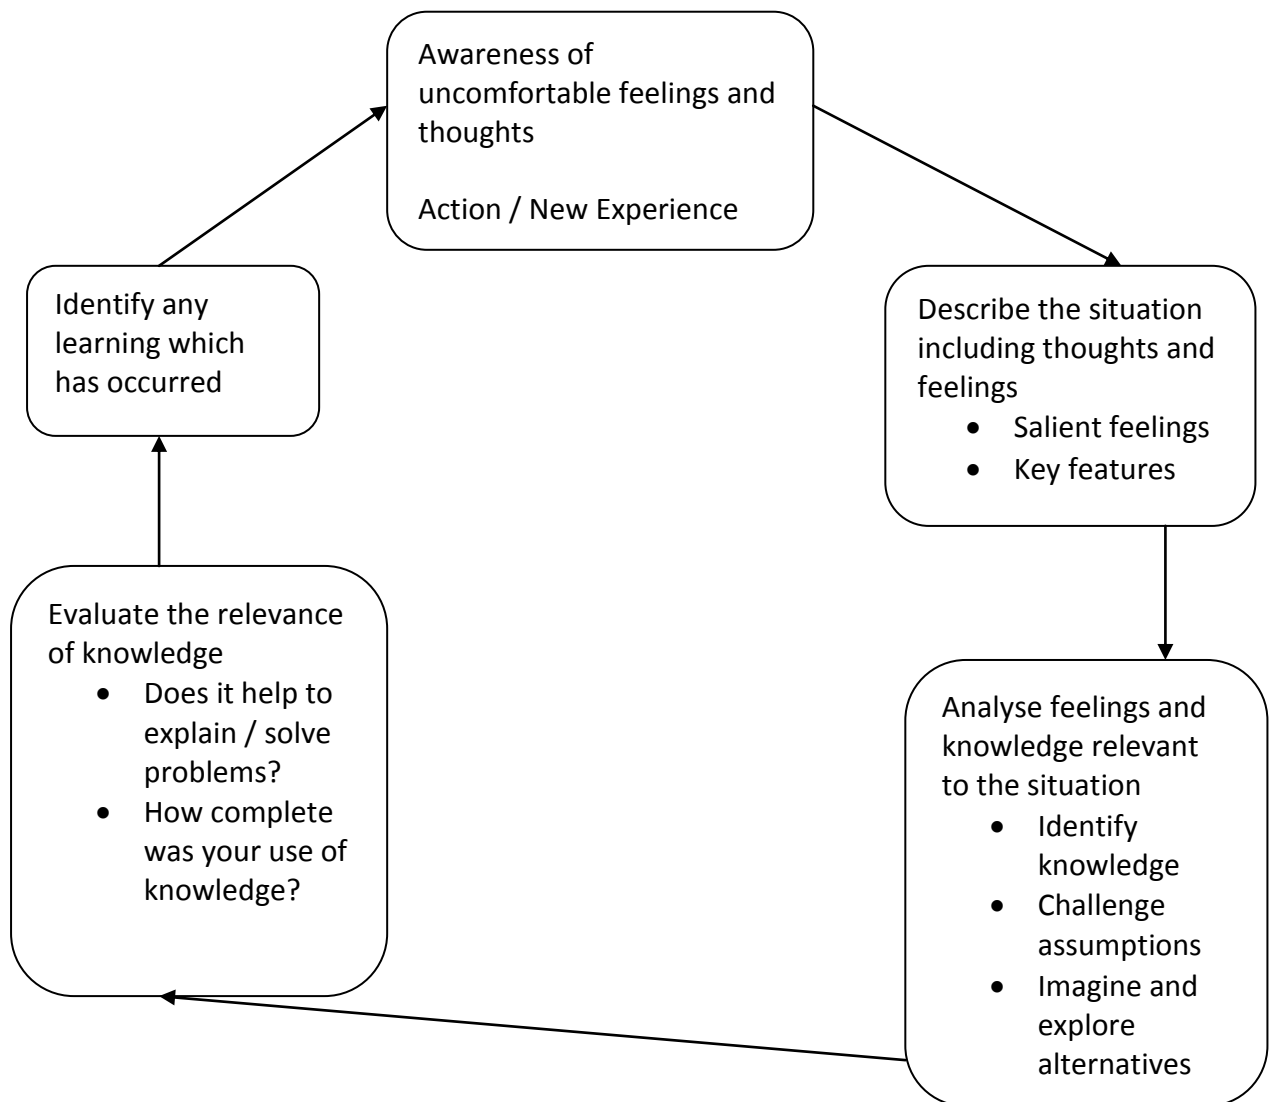 Awareness of
uncomfortable feelings and
thoughts
Action / New Experience
Describe the situation
including thoughts and
feelings
• Salient feelings
• Key features
Analyse feelings and
knowledge relevant
to the situation
• Identify
knowledge
• Challenge
assumptions
• Imagine and
explore
alternatives
Evaluate the relevance
of knowledge
• Does it help to
explain / solve
problems?
• How complete
was your use of
knowledge?
Identify any
learning which
has occurred